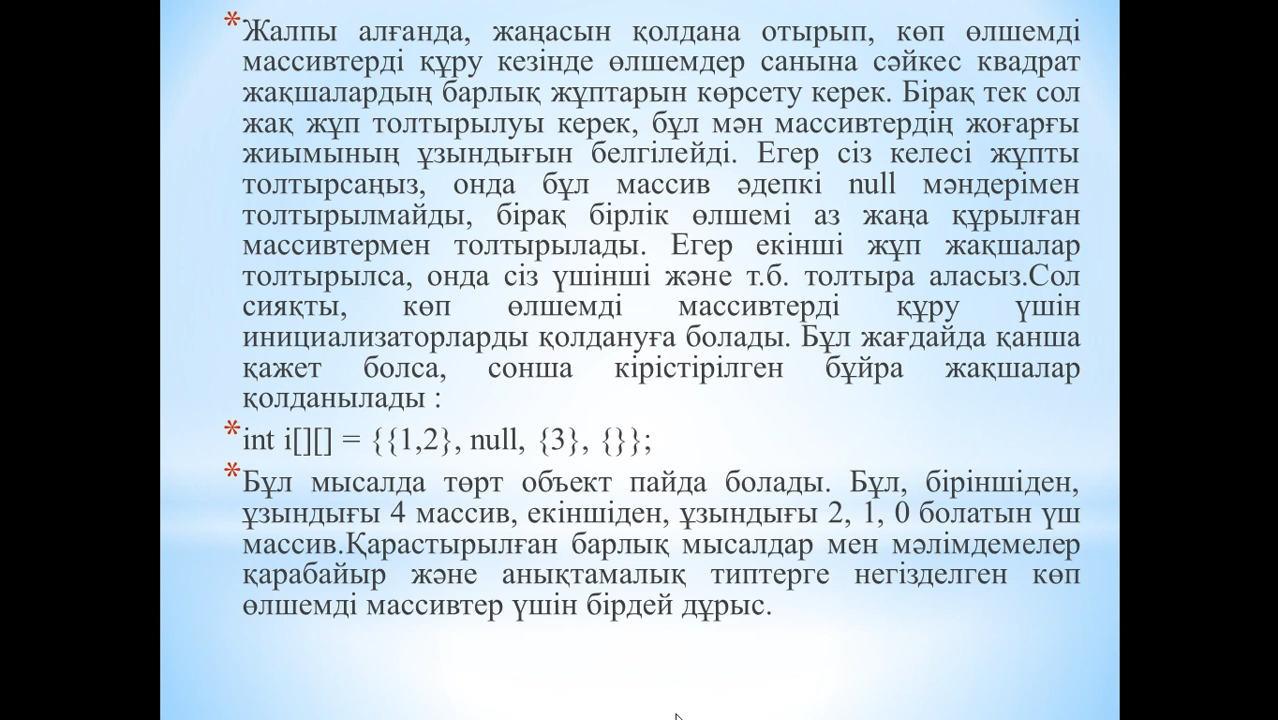 * Жалпы алғанда, жаңасын қолдана отырып, көп өлшемді
массивтерді құру кезінде өлшемдер санына сәйкес квадрат
жақшалардың барлық жұптарын көрсету керек. Бірақ тек сол
жақ жұп толтырылуы керек, бұл мән массивтердің жоғарғы
жиымының ұзындығын белгілейді. Егер сіз келесі жұпты
толтырсаңыз, онда бұл массив әдепкі null мәндерімен
толтырылмайды, бірақ бірлік өлшемі аз жаңа құрылған
массивтермен толтырылады. Егер екінші жұп жақшалар
толтырылса, онда сіз үшінші және т.б. толтыра аласыз.Сол
сияқты, көп өлшемді массивтерді құру үшін
инициализаторларды қолдануға болады. Бұл жағдайда қанша
қажет болса, сонша кірістірілген бұйра жақшалар
қолданылады :
* int i[][] = {{1,2}, null, {3}, {}};
* Бұл мысалда төрт объект пайда болады. Бұл, біріншіден,
ұзындығы 4 массив, екіншіден, ұзындығы 2, 1, 0 болатын үш
массив.Қарастырылған барлық мысалдар мен мәлімдемелер
қарабайыр және анықтамалық типтерге негізделген көп
өлшемді массивтер үшін бірдей дұрыс.